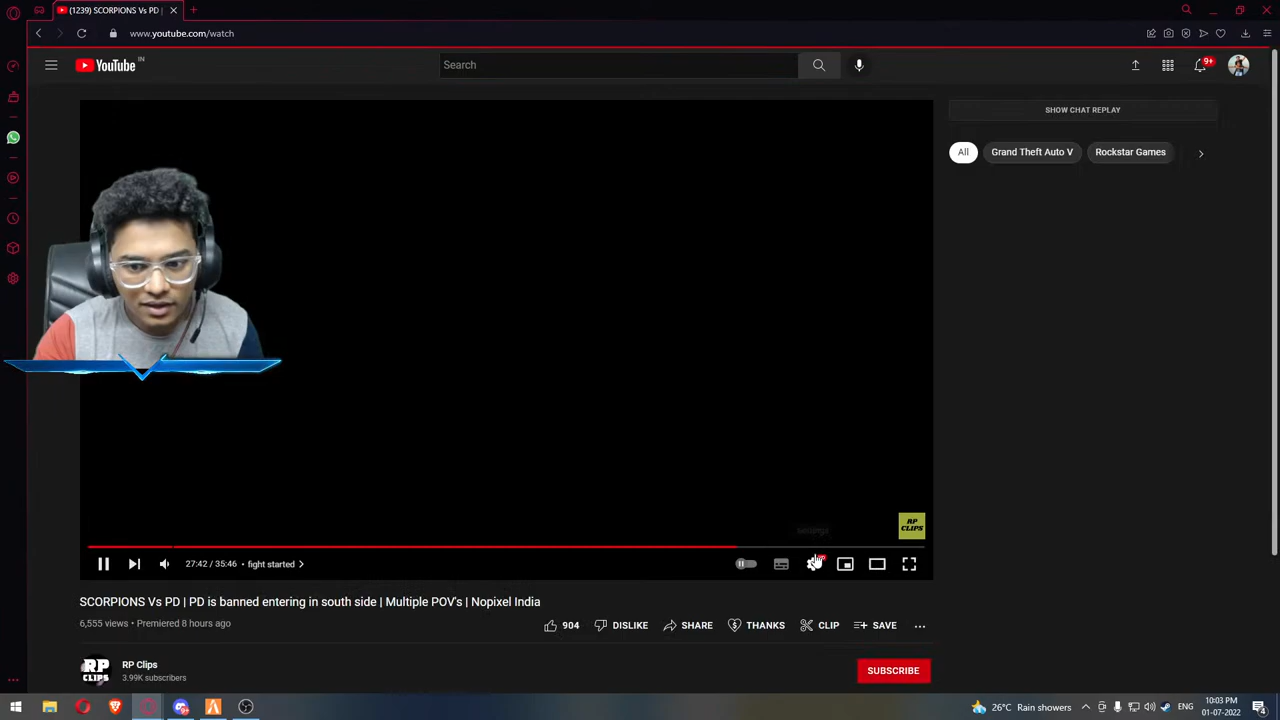 (1239) SCORPIONS Vs PD |
www.youtube.com/watch
YouTube IN
Search
9+
SHOW CHAT REPLAY
All
Grand Theft Auto V
Rockstar Games
RP
CLIPS
Settings
27:42 / 35:46 • fight started
SCORPIONS Vs PD | PD is banned entering in south side | Multiple POV's | Nopixel India
6,555 views • Premiered 8 hours ago
904
DISLIKE
SHARE
THANKS
CLIP
SAVE
RP
CLIPS
RP Clips
3.99K subscribers
SUBSCRIBE
26°C Rain showers
ENG
10:03 PM
01-07-2022
4